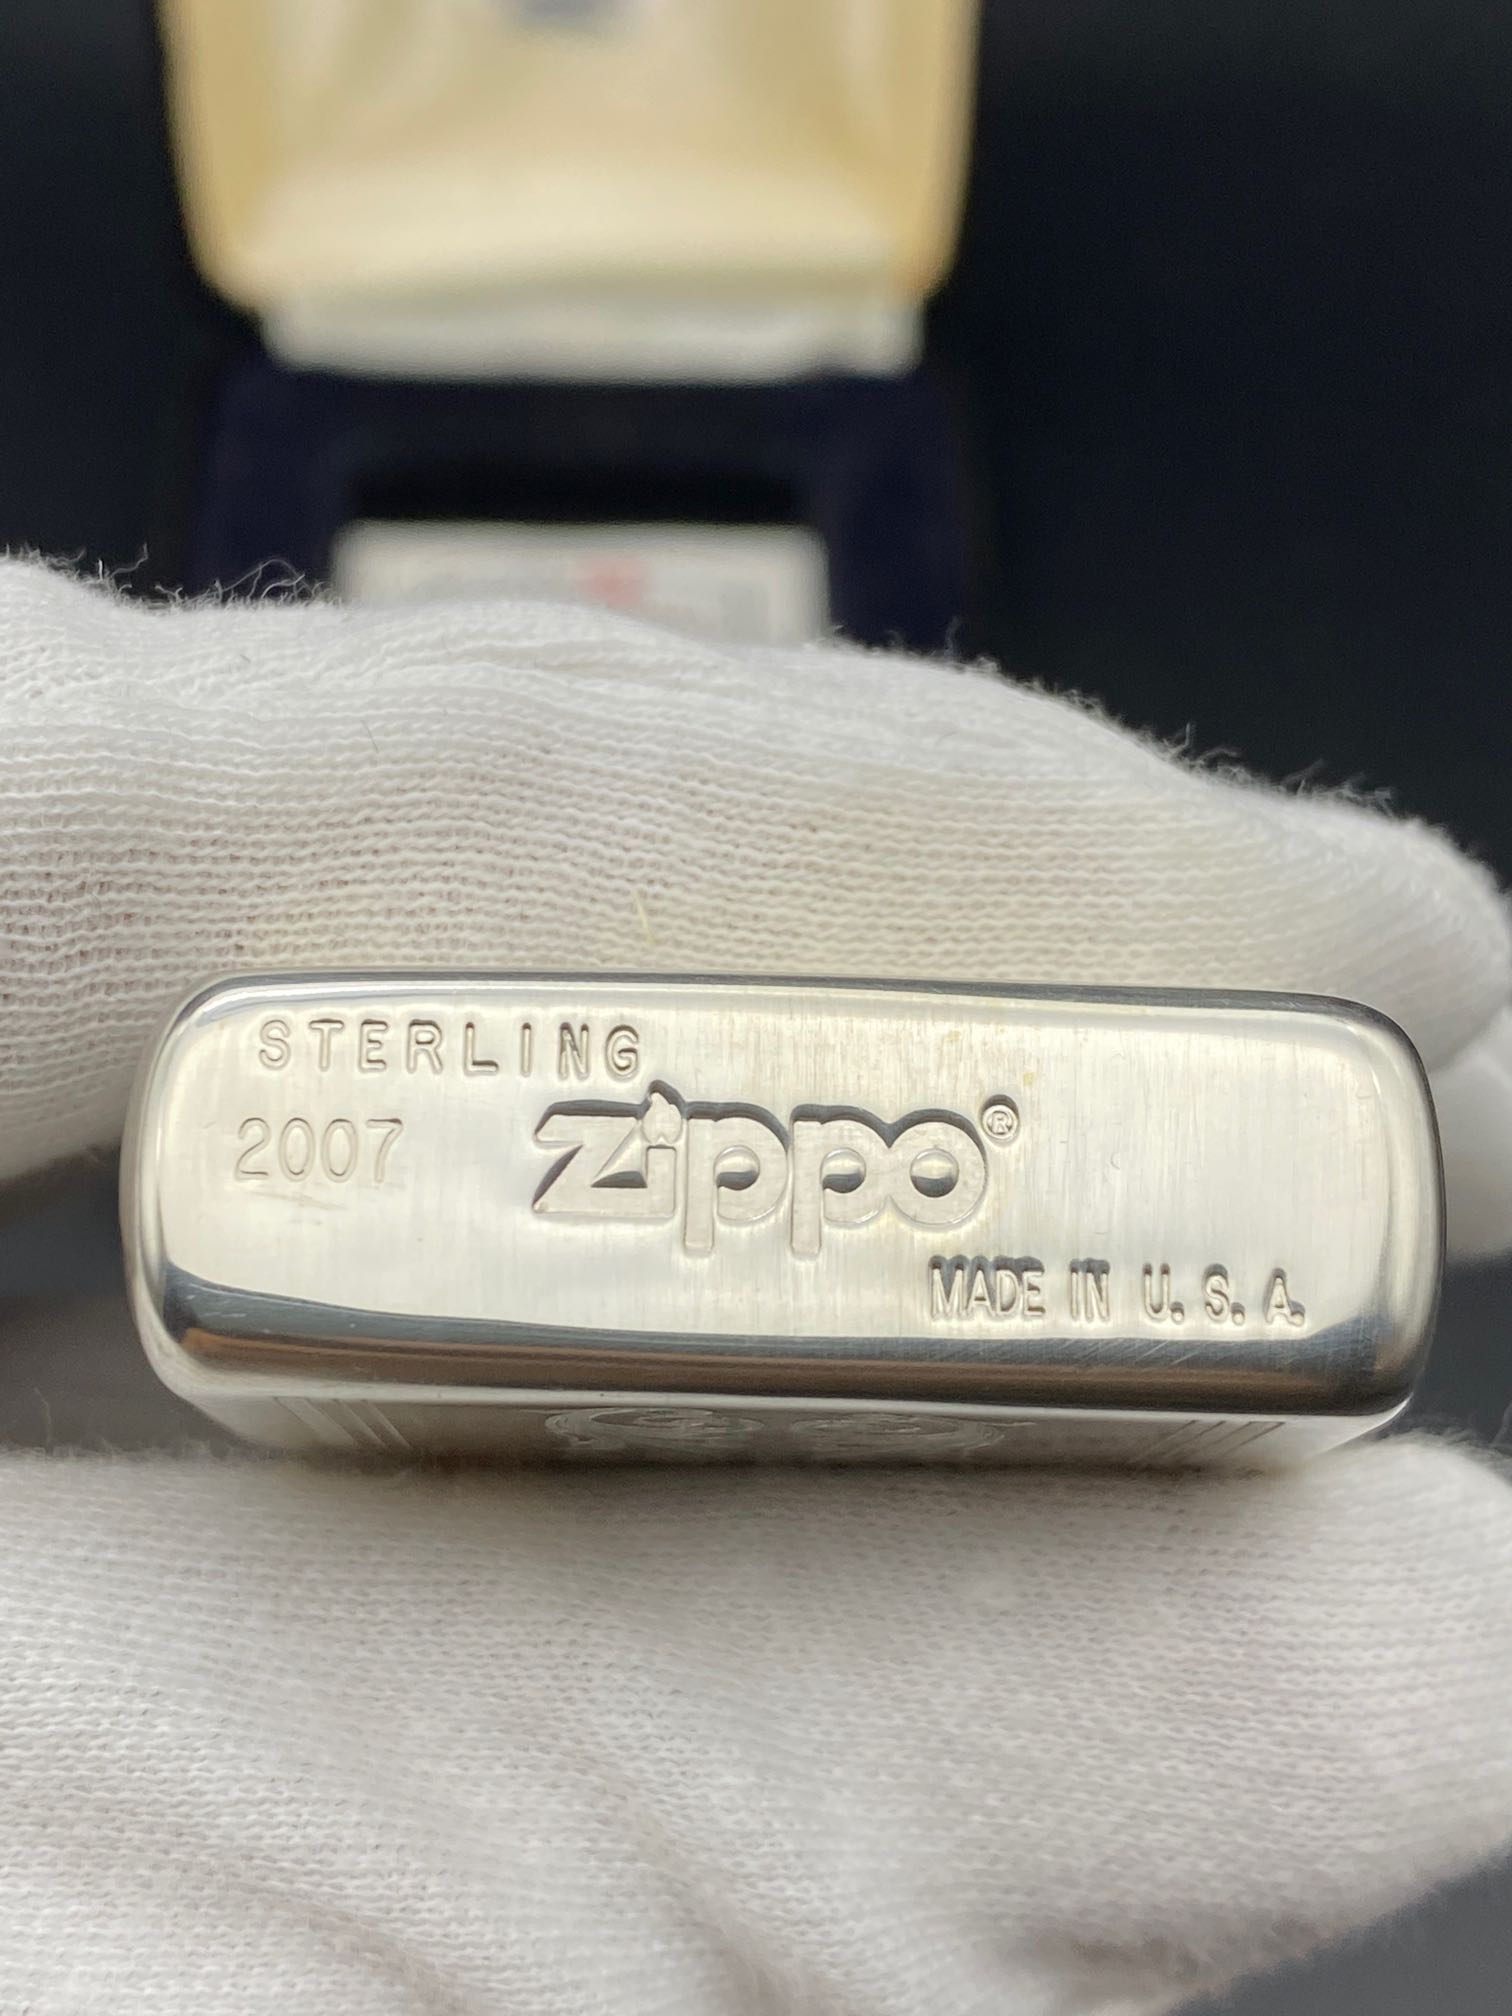 STERLING
2007
zippo®
MADE IN U.S.A.